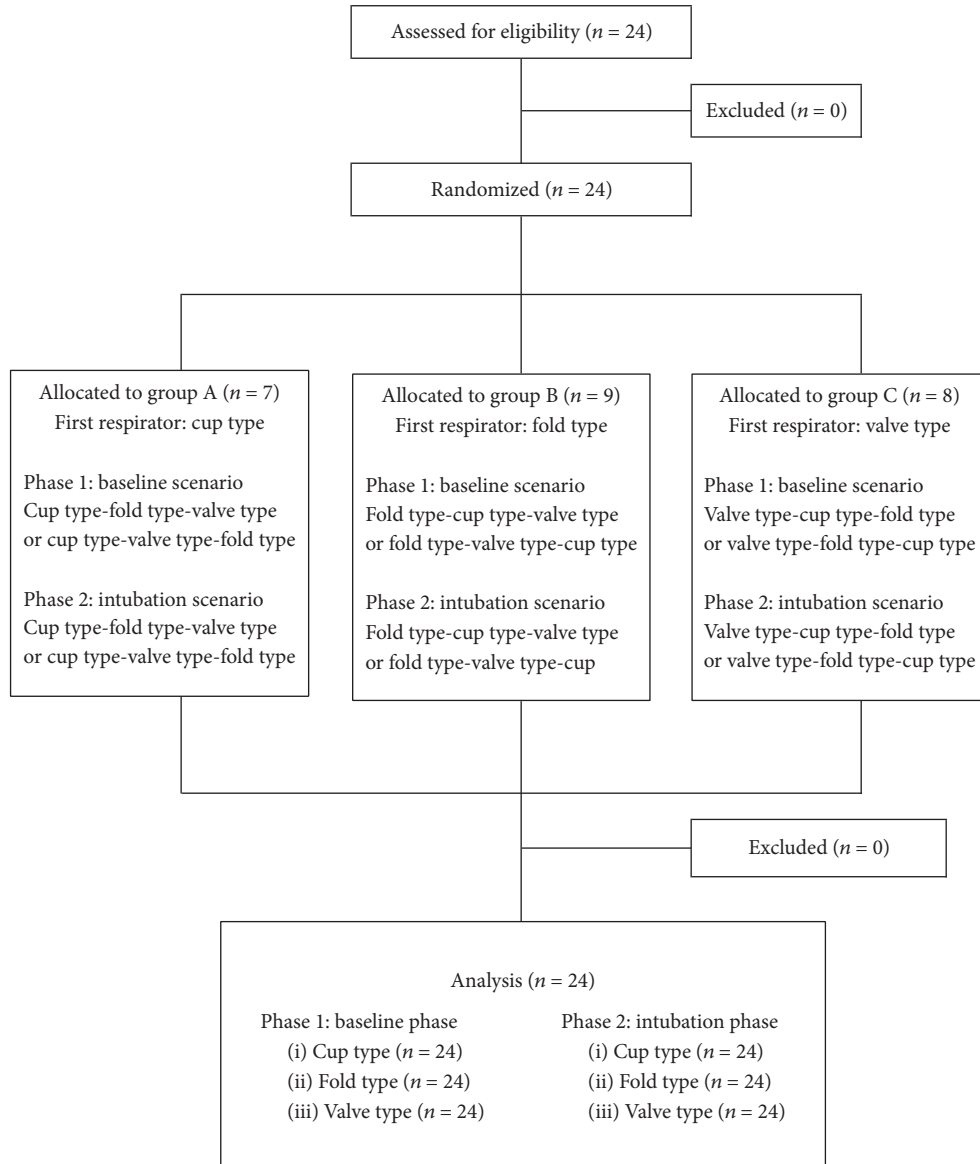 Assessed for eligibility (n = 24)
Excluded (n = 0)
Randomized (n = 24)
Allocated to group A (n = 7)
First respirator: cup type
Phase 1: baseline scenario
Cup type-fold type-valve type
or cup type-valve type-fold type
Phase 2: intubation scenario
Cup type-fold type-valve type
or cup type-valve type-fold type
Allocated to group B (n = 9)
First respirator: fold type
Phase 1: baseline scenario
Fold type-cup type-valve type
or fold type-valve type-cup type
Phase 2: intubation scenario
Fold type-cup type-valve type
or fold type-valve type-cup
Allocated to group C (n = 8)
First respirator: valve type
Phase 1: baseline scenario
Valve type-cup type-fold type
or valve type-fold type-cup type
Phase 2: intubation scenario
Valve type-cup type-fold type
or valve type-fold type-cup type
Excluded (n = 0)
Analysis (n = 24)
Phase 1: baseline phase
(i) Cup type (n = 24)
(ii) Fold type (n = 24)
(iii) Valve type (n = 24)
Phase 2: intubation phase
(i) Cup type (n = 24)
(ii) Fold type (n = 24)
(iii) Valve type (n = 24)